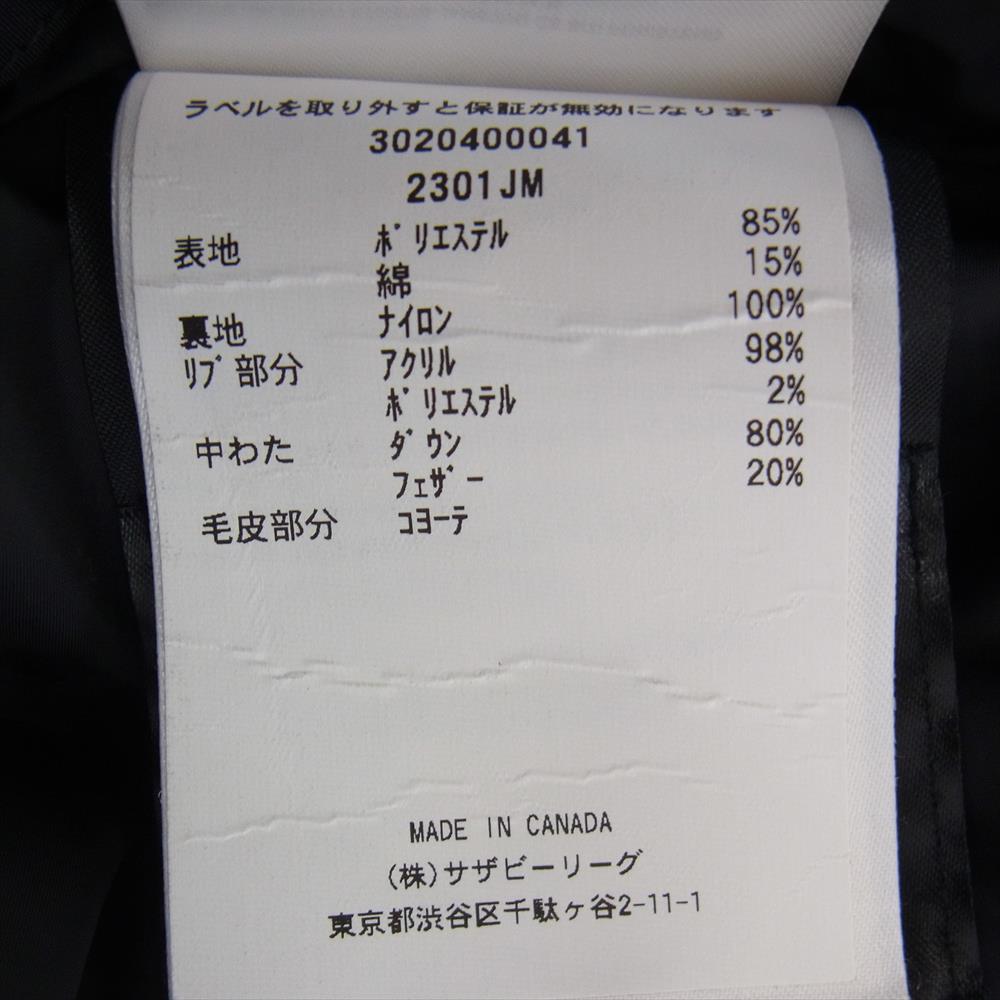 ラベルを取り外すと保証が無効になります
3020400041
2301JM
表地 ﾎﾟﾘｴｽﾃﾙ 85%
綿 15%
裏地 ﾅｲﾛﾝ 100%
ﾘﾌﾞ部分 ｱｸﾘﾙ 98%
ﾎﾟﾘｴｽﾃﾙ 2%
中わた ﾀﾞｳﾝ 80%
ﾌｪｻﾞｰ 20%
毛皮部分 ｺﾖｰﾃ
MADE IN CANADA
(株)サザビーリーグ
東京都渋谷区千駄ヶ谷2-11-1